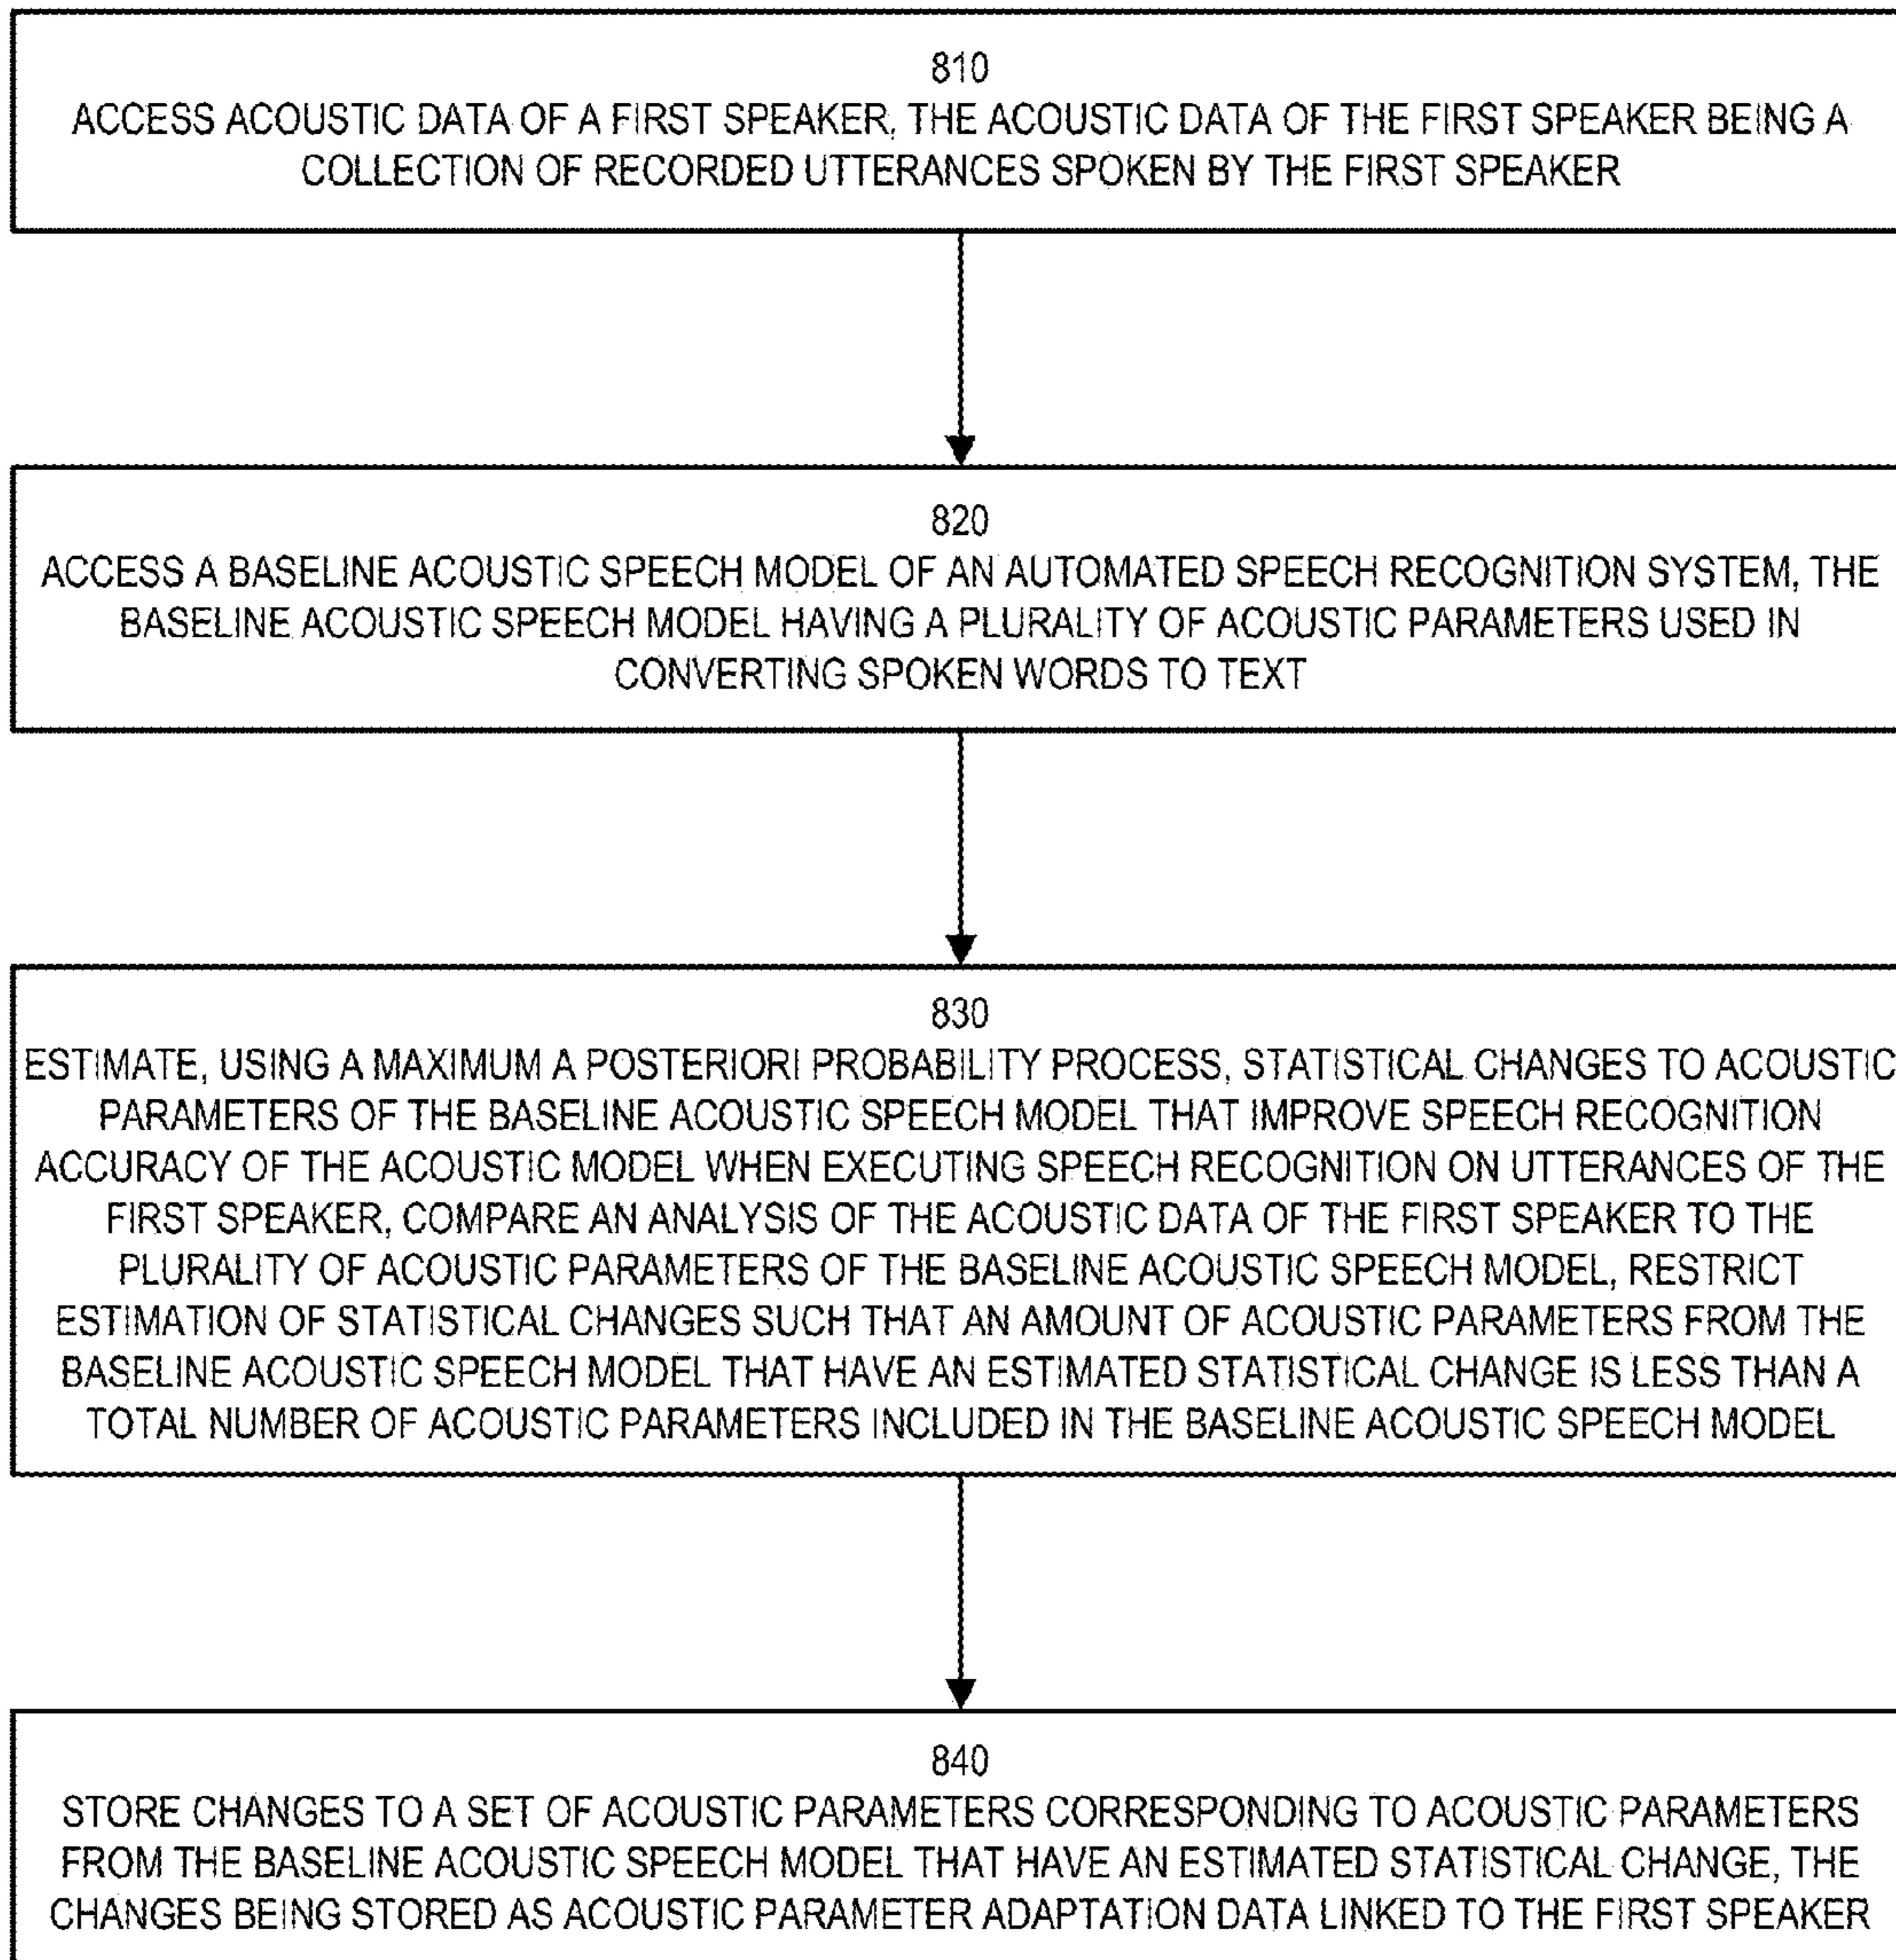 810
ACCESS ACOUSTIC DATA OF A FIRST SPEAKER, THE ACOUSTIC DATA OF THE FIRST SPEAKER BEING A
COLLECTION OF RECORDED UTTERANCES SPOKEN BY THE FIRST SPEAKER
820
ACCESS A BASELINE ACOUSTIC SPEECH MODEL OF AN AUTOMATED SPEECH RECOGNITION SYSTEM, THE
BASELINE ACOUSTIC SPEECH MODEL HAVING A PLURALITY OF ACOUSTIC PARAMETERS USED IN
CONVERTING SPOKEN WORDS TO TEXT
830
ESTIMATE, USING A MAXIMUM A POSTERIORI PROBABILITY PROCESS, STATISTICAL CHANGES TO ACOUSTIC
PARAMETERS OF THE BASELINE ACOUSTIC SPEECH MODEL THAT IMPROVE SPEECH RECOGNITION
ACCURACY OF THE ACOUSTIC MODEL WHEN EXECUTING SPEECH RECOGNITION ON UTTERANCES OF THE
FIRST SPEAKER, COMPARE AN ANALYSIS OF THE ACOUSTIC DATA OF THE FIRST SPEAKER TO THE
PLURALITY OF ACOUSTIC PARAMETERS OF THE BASELINE ACOUSTIC SPEECH MODEL, RESTRICT
ESTIMATION OF STATISTICAL CHANGES SUCH THAT AN AMOUNT OF ACOUSTIC PARAMETERS FROM THE
BASELINE ACOUSTIC SPEECH MODEL THAT HAVE AN ESTIMATED STATISTICAL CHANGE IS LESS THAN A
TOTAL NUMBER OF ACOUSTIC PARAMETERS INCLUDED IN THE BASELINE ACOUSTIC SPEECH MODEL
840
STORE CHANGES TO A SET OF ACOUSTIC PARAMETERS CORRESPONDING TO ACOUSTIC PARAMETERS
FROM THE BASELINE ACOUSTIC SPEECH MODEL THAT HAVE AN ESTIMATED STATISTICAL CHANGE, THE
CHANGES BEING STORED AS ACOUSTIC PARAMETER ADAPTATION DATA LINKED TO THE FIRST SPEAKER